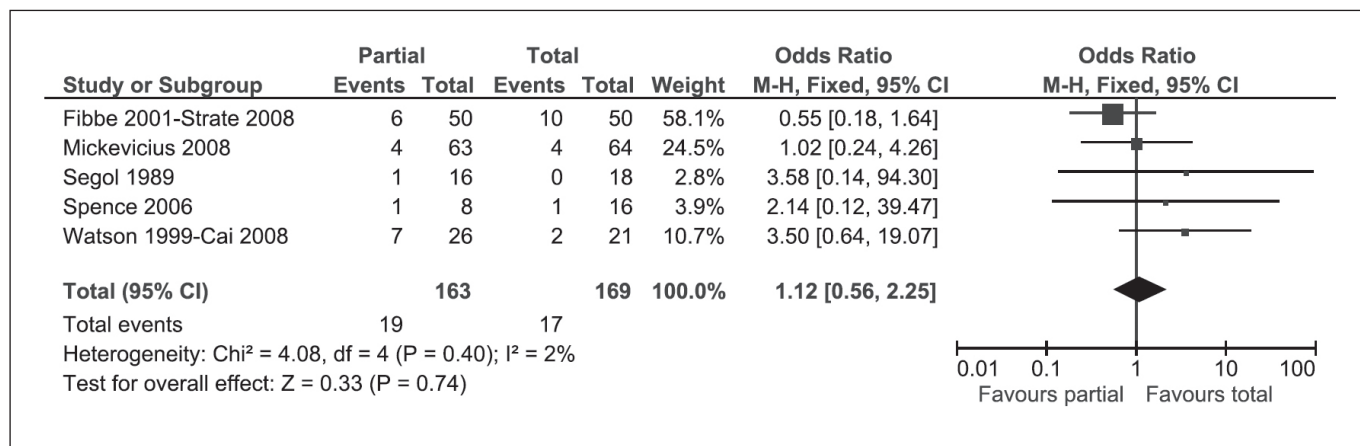 Partial Total Odds Ratio Odds Ratio
Study or Subgroup Events Total Events Total Weight M-H, Fixed, 95% CI M-H, Fixed, 95% CI
Fibbe 2001-Strate 2008 6 50 10 50 58.1% 0.55 [0.18, 1.64]
Mickevicius 2008 4 63 4 64 24.5% 1.02 [0.24, 4.26]
Segol 1989 1 16 0 18 2.8% 3.58 [0.14, 94.30]
Spence 2006 1 8 1 16 3.9% 2.14 [0.12, 39.47]
Watson 1999-Cai 2008 7 26 2 21 10.7% 3.50 [0.64, 19.07]
Total (95% CI) 163 169 100.0% 1.12 [0.56, 2.25]
Total events 19 17
Heterogeneity: Chi² = 4.08, df = 4 (P = 0.40); I² = 2%
Test for overall effect: Z = 0.33 (P = 0.74)
0.01 0.1 1 10 100
Favours partial Favours total